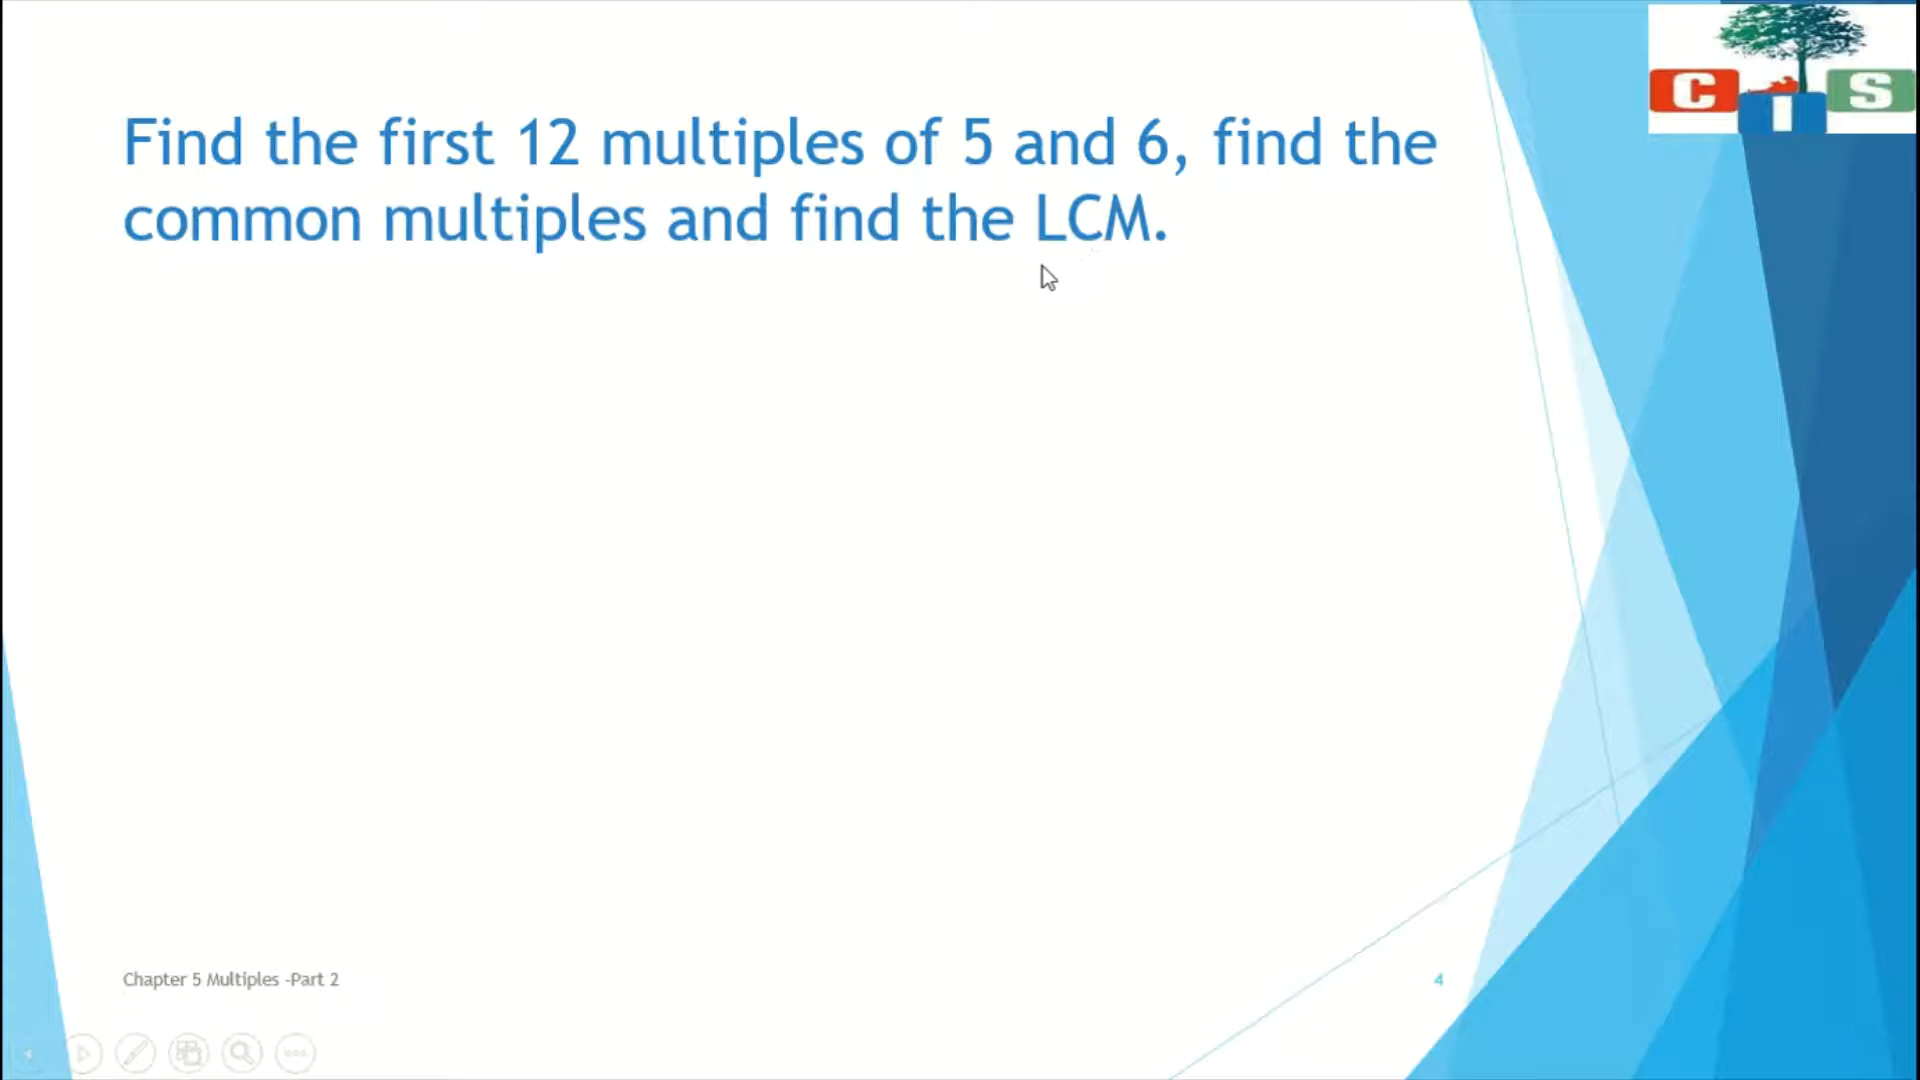 C I S
Find the first 12 multiples of 5 and 6, find the
common multiples and find the LCM.
Chapter 5 Multiples -Part 2
4